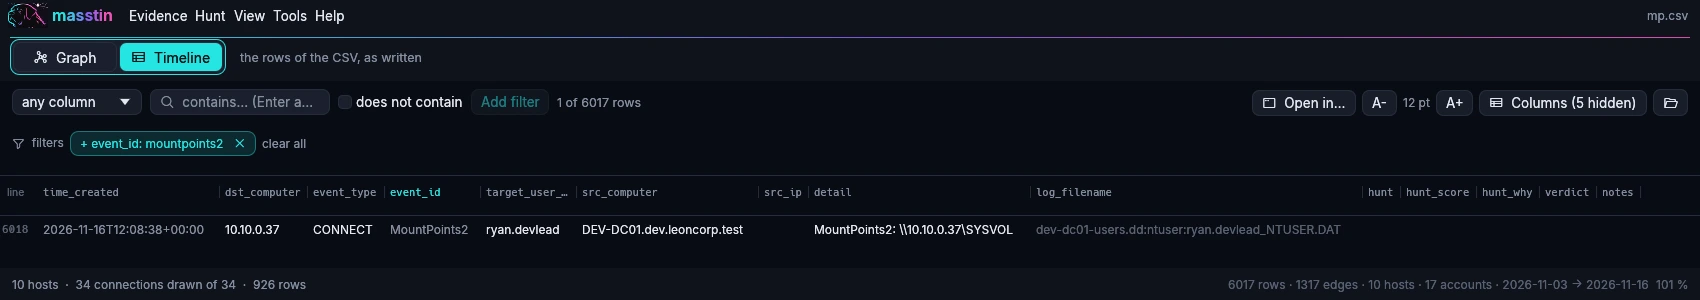 masstin Evidence Hunt View Tools Help mp.csv
Graph Timeline the rows of the CSV, as written
any column contains... (Enter a... does not contain Add filter 1 of 6017 rows Open in... A- 12 pt A+ Columns (5 hidden)
filters + event_id: mountpoints2 × clear all
line time_created dst_computer event_type event_id target_user_… src_computer src_ip detail log_filename hunt hunt_score hunt_why verdict notes
6018 2026-11-16T12:08:38+00:00 10.10.0.37 CONNECT MountPoints2 ryan.devlead DEV-DC01.dev.leoncorp.test MountPoints2: \\10.10.0.37\SYSVOL dev-dc01-users.dd:ntuser:ryan.devlead_NTUSER.DAT
10 hosts · 34 connections drawn of 34 · 926 rows 6017 rows · 1317 edges · 10 hosts · 17 accounts · 2026-11-03 → 2026-11-16 101 %